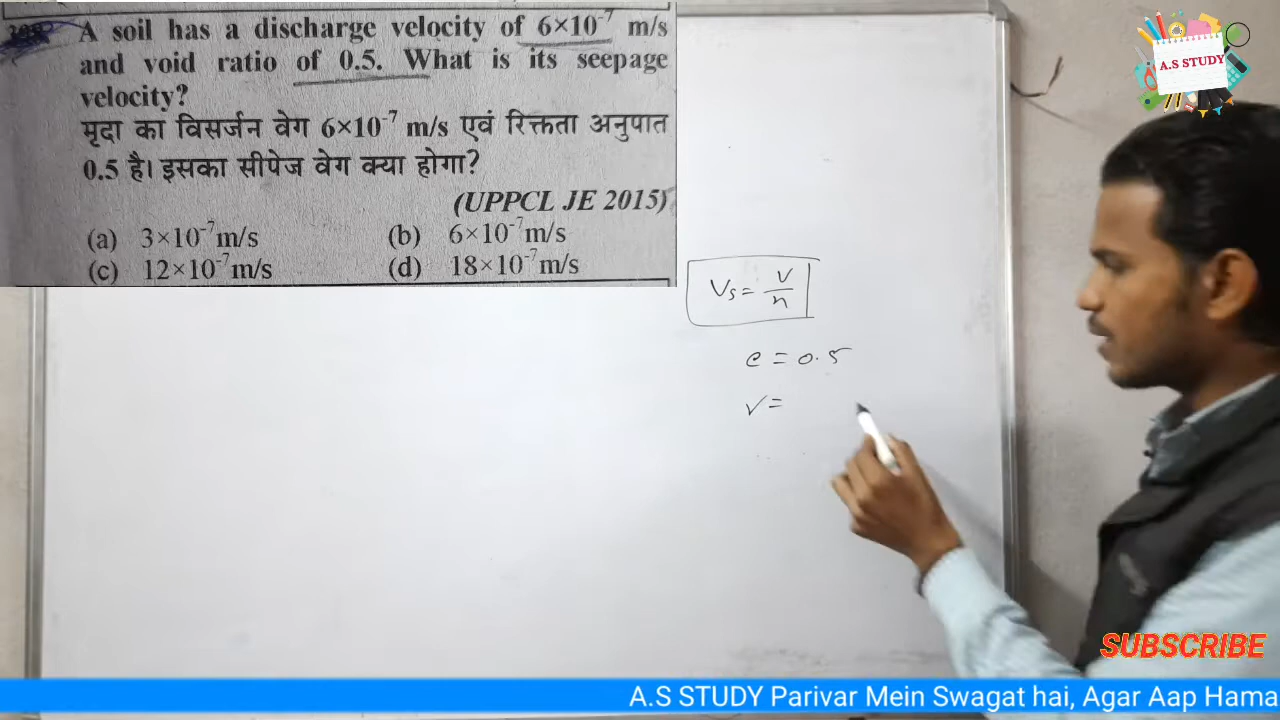 A soil has a discharge velocity of 6×10⁻⁷ m/s
and void ratio of 0.5. What is its seepage
velocity?
मृदा का विसर्जन वेग 6×10⁻⁷ m/s एवं रिक्तता अनुपात
0.5 है। इसका सीपेज वेग क्या होगा?
(UPPCL JE 2015)
(a) 3×10⁻⁷m/s (b) 6×10⁻⁷m/s
(c) 12×10⁻⁷m/s (d) 18×10⁻⁷m/s
A.S STUDY
Vs = V/n
e = 0.5
V =
SUBSCRIBE
A.S STUDY Parivar Mein Swagat hai, Agar Aap Hama